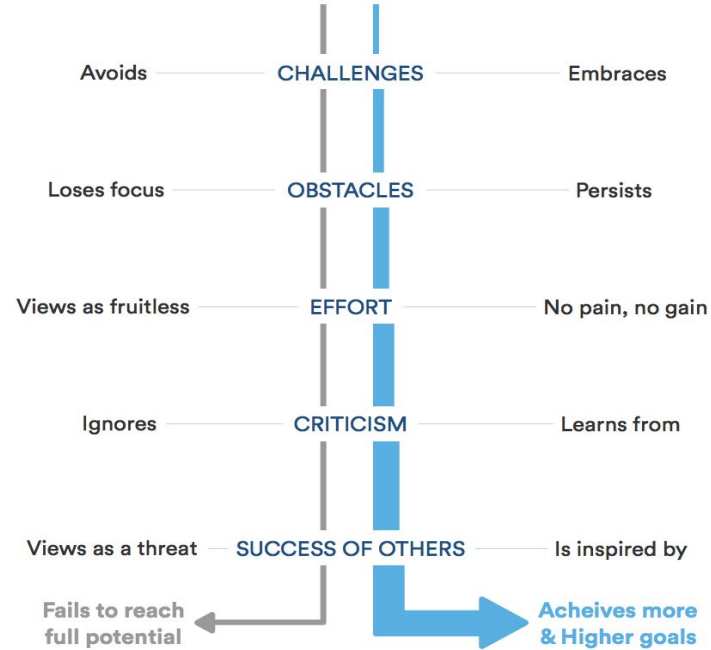 Avoids CHALLENGES Embraces
Loses focus OBSTACLES Persists
Views as fruitless EFFORT No pain, no gain
Ignores CRITICISM Learns from
Views as a threat SUCCESS OF OTHERS Is inspired by
Fails to reach
full potential
Acheives more
& Higher goals